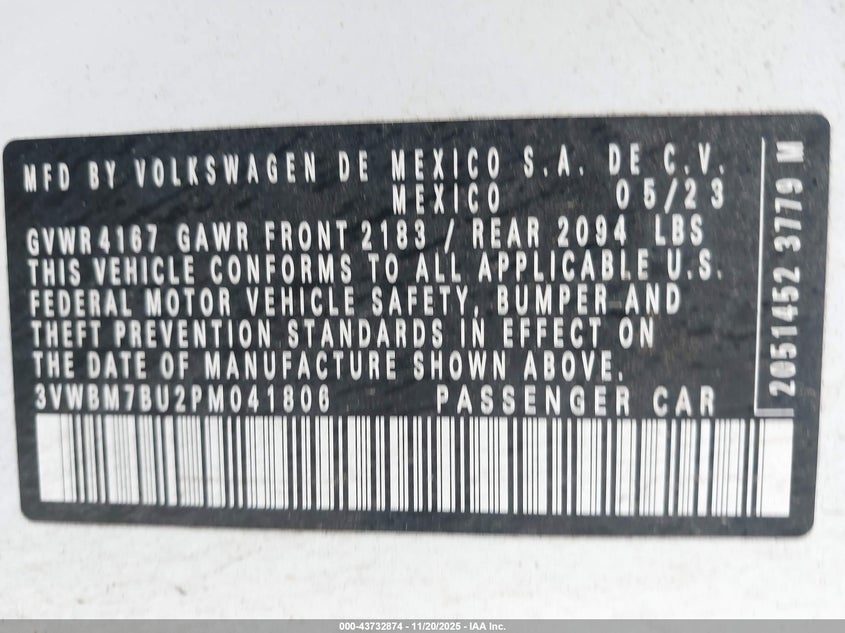 MFD BY VOLKSWAGEN DE MEXICO S.A. DE C.V.
MEXICO 05/23
GVWR 4167 GAWR FRONT 2183 / REAR 2094 LBS
THIS VEHICLE CONFORMS TO ALL APPLICABLE U.S.
FEDERAL MOTOR VEHICLE SAFETY, BUMPER AND
THEFT PREVENTION STANDARDS IN EFFECT ON
THE DATE OF MANUFACTURE SHOWN ABOVE.
3VWBM7BU2PM041806 PASSENGER CAR
2051452 3779 M
000-43732874 | 11/20/2025 - IAA Inc.